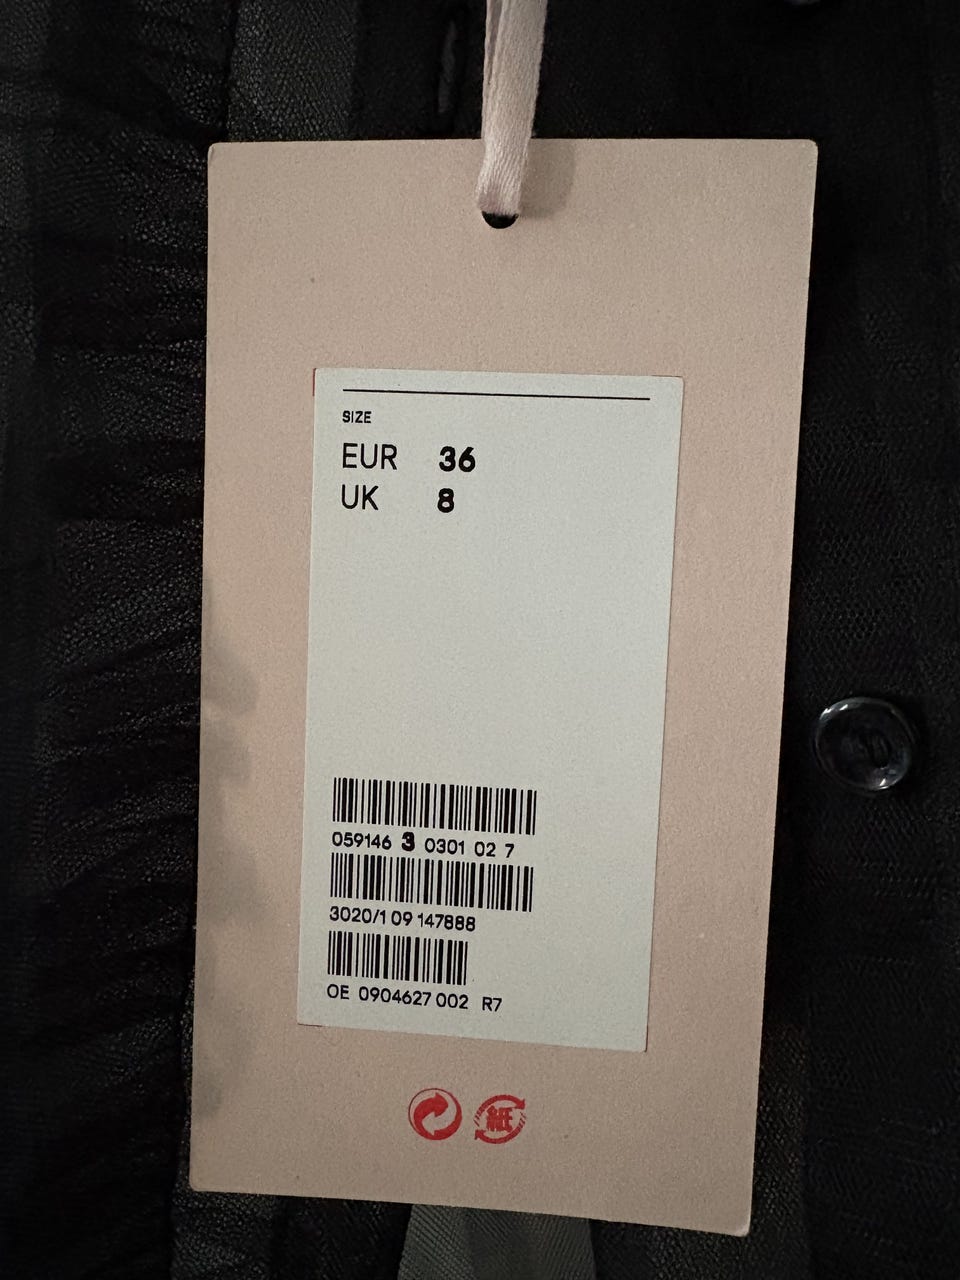 SIZE
EUR 36
UK 8
059146 3 0301 02 7
3020/1 09 147888
OE 0904627 002 R7
紙